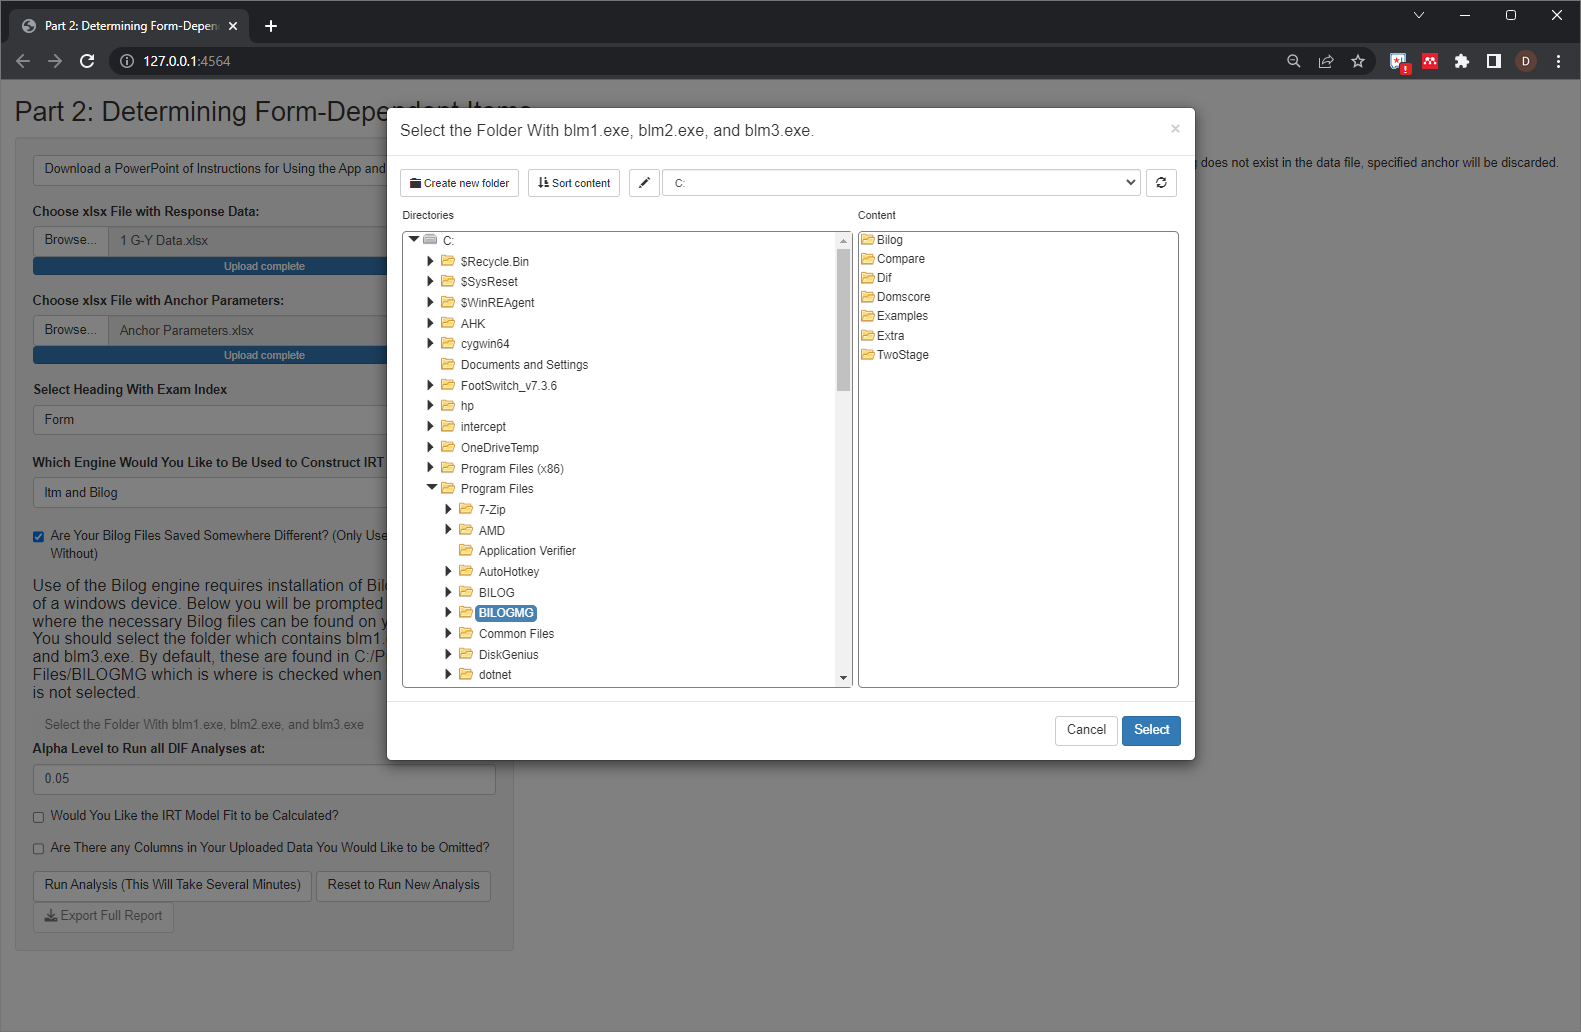 Part 2: Determining Form-Depen
127.0.0.1:4564
D
Part 2: Determining Form-Dependent Items
Download a PowerPoint of Instructions for Using the App and
does not exist in the data file, specified anchor will be discarded.
Choose xlsx File with Response Data:
Browse...
1 G-Y Data.xlsx
Upload complete
Choose xlsx File with Anchor Parameters:
Browse...
Anchor Parameters.xlsx
Upload complete
Select Heading With Exam Index
Form
Which Engine Would You Like to Be Used to Construct IRT
ltm and Bilog
Are Your Bilog Files Saved Somewhere Different? (Only Use
Without)
Use of the Bilog engine requires installation of
of a windows device. Below you will be prompted
where the necessary Bilog files can be found on
You should select the folder which contains blm1.
and blm3.exe. By default, these are found in C:/P
Files/BILOGMG which is where is checked when
is not selected.
Select the Folder With blm1.exe, blm2.exe, and blm3.exe
Alpha Level to Run all DIF Analyses at:
0.05
Would You Like the IRT Model Fit to be Calculated?
Are There any Columns in Your Uploaded Data You Would Like to be Omitted?
Run Analysis (This Will Take Several Minutes)
Reset to Run New Analysis
Export Full Report
Select the Folder With blm1.exe, blm2.exe, and blm3.exe.
×
Create new folder
Sort content
C:
Directories
C:
$Recycle.Bin
$SysReset
$WinREAgent
AHK
cygwin64
Documents and Settings
FootSwitch_v7.3.6
hp
intercept
OneDriveTemp
Program Files (x86)
Program Files
7-Zip
AMD
Application Verifier
AutoHotkey
BILOG
BILOGMG
Common Files
DiskGenius
dotnet
Content
Bilog
Compare
Dif
Domscore
Examples
Extra
TwoStage
Cancel
Select